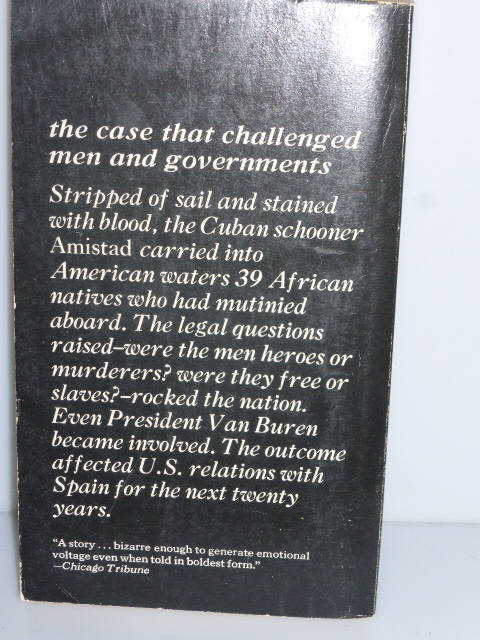 the case that challenged
men and governments
Stripped of sail and stained
with blood, the Cuban schooner
Amistad carried into
American waters 39 African
natives who had mutinied
aboard. The legal questions
raised–were the men heroes or
murderers? were they free or
slaves?–rocked the nation.
Even President Van Buren
became involved. The outcome
affected U.S. relations with
Spain for the next twenty
years.
"A story . . . bizarre enough to generate emotional
voltage even when told in boldest form."
—Chicago Tribune